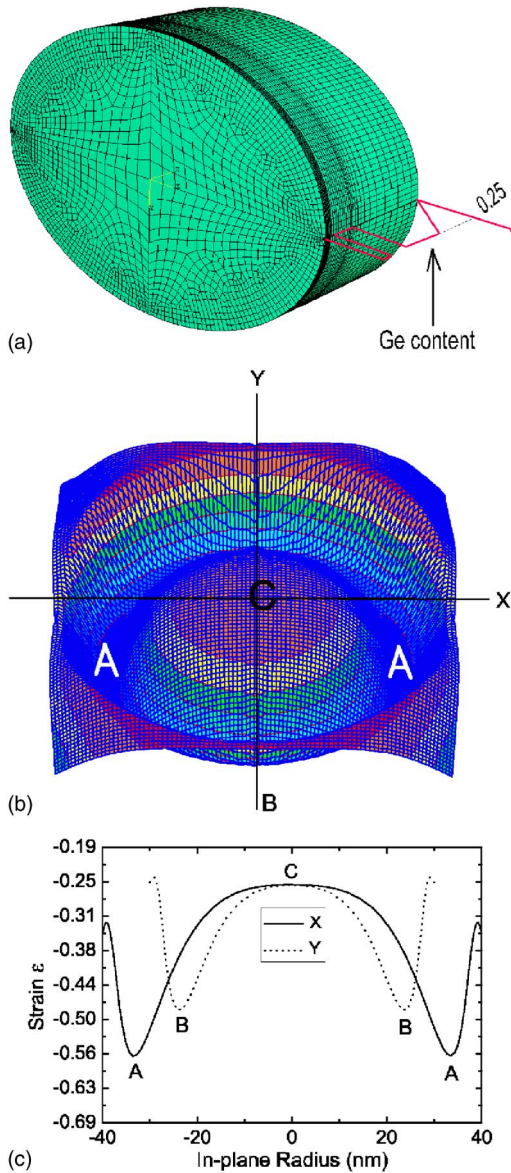 0.25
Ge content
(a)
Y
X
C
A A
B
(b)
-0.19
-0.25
-0.31
-0.38
-0.44
-0.50
-0.56
-0.63
-0.69
Strain ε
C
X
Y
B B
A A
-40 -20 0 20 40
In-plane Radius (nm)
(c)